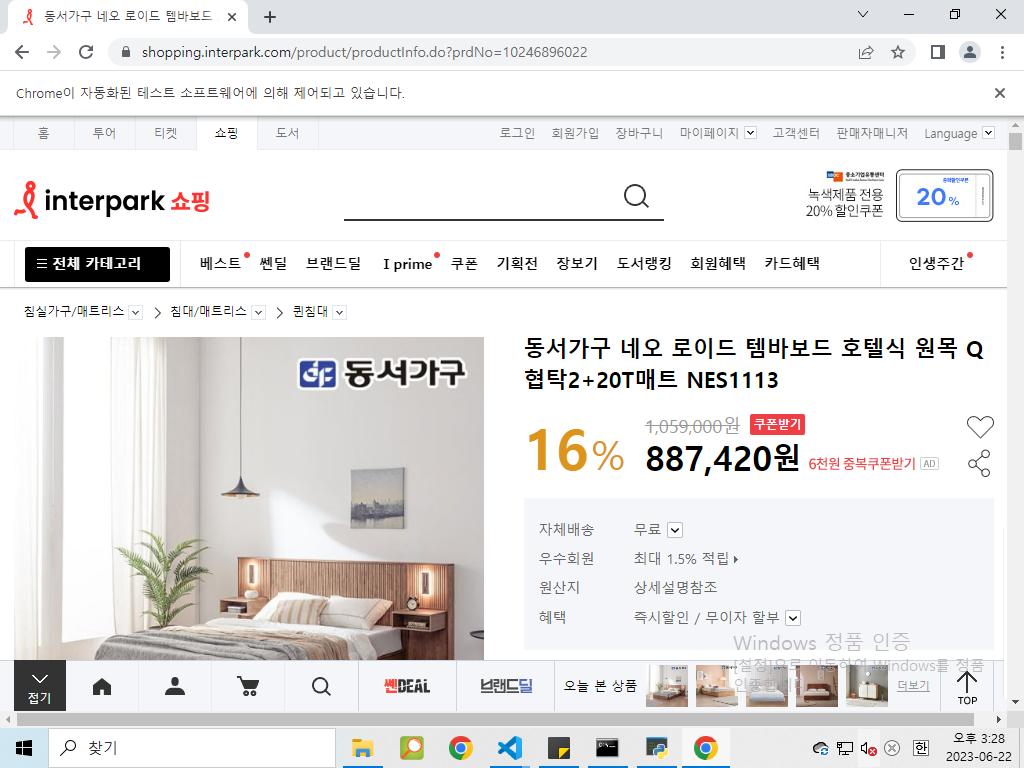 동서가구 네오 로이드 템바보드
shopping.interpark.com/product/productInfo.do?prdNo=10246896022
Chrome이 자동화된 테스트 소프트웨어에 의해 제어되고 있습니다.
홈 투어 티켓 쇼핑 도서 로그인 회원가입 장바구니 마이페이지 고객센터 판매자매니저 Language
interpark 쇼핑
중소기업유통센터
녹색제품 전용
20% 할인쿠폰
중복할인쿠폰
20%
전체 카테고리 베스트 쎈딜 브랜드딜 I prime 쿠폰 기획전 장보기 도서랭킹 회원혜택 카드혜택 인생주간
침실가구/매트리스 침대/매트리스 퀸침대
동서가구
동서가구 네오 로이드 템바보드 호텔식 원목 Q
협탁2+20T매트 NES1113
16% 1,059,000원 쿠폰받기
887,420원 6천원 중복쿠폰받기 AD
자체배송 무료
우수회원 최대 1.5% 적립
원산지 상세설명참조
혜택 즉시할인 / 무이자 할부
Windows 정품 인증
[설정]으로 이동하여 Windows를 정품
인증합니다.
접기 쎈DEAL 브랜드딜 오늘 본 상품 더보기 TOP
찾기
한
오후 3:28
2023-06-22